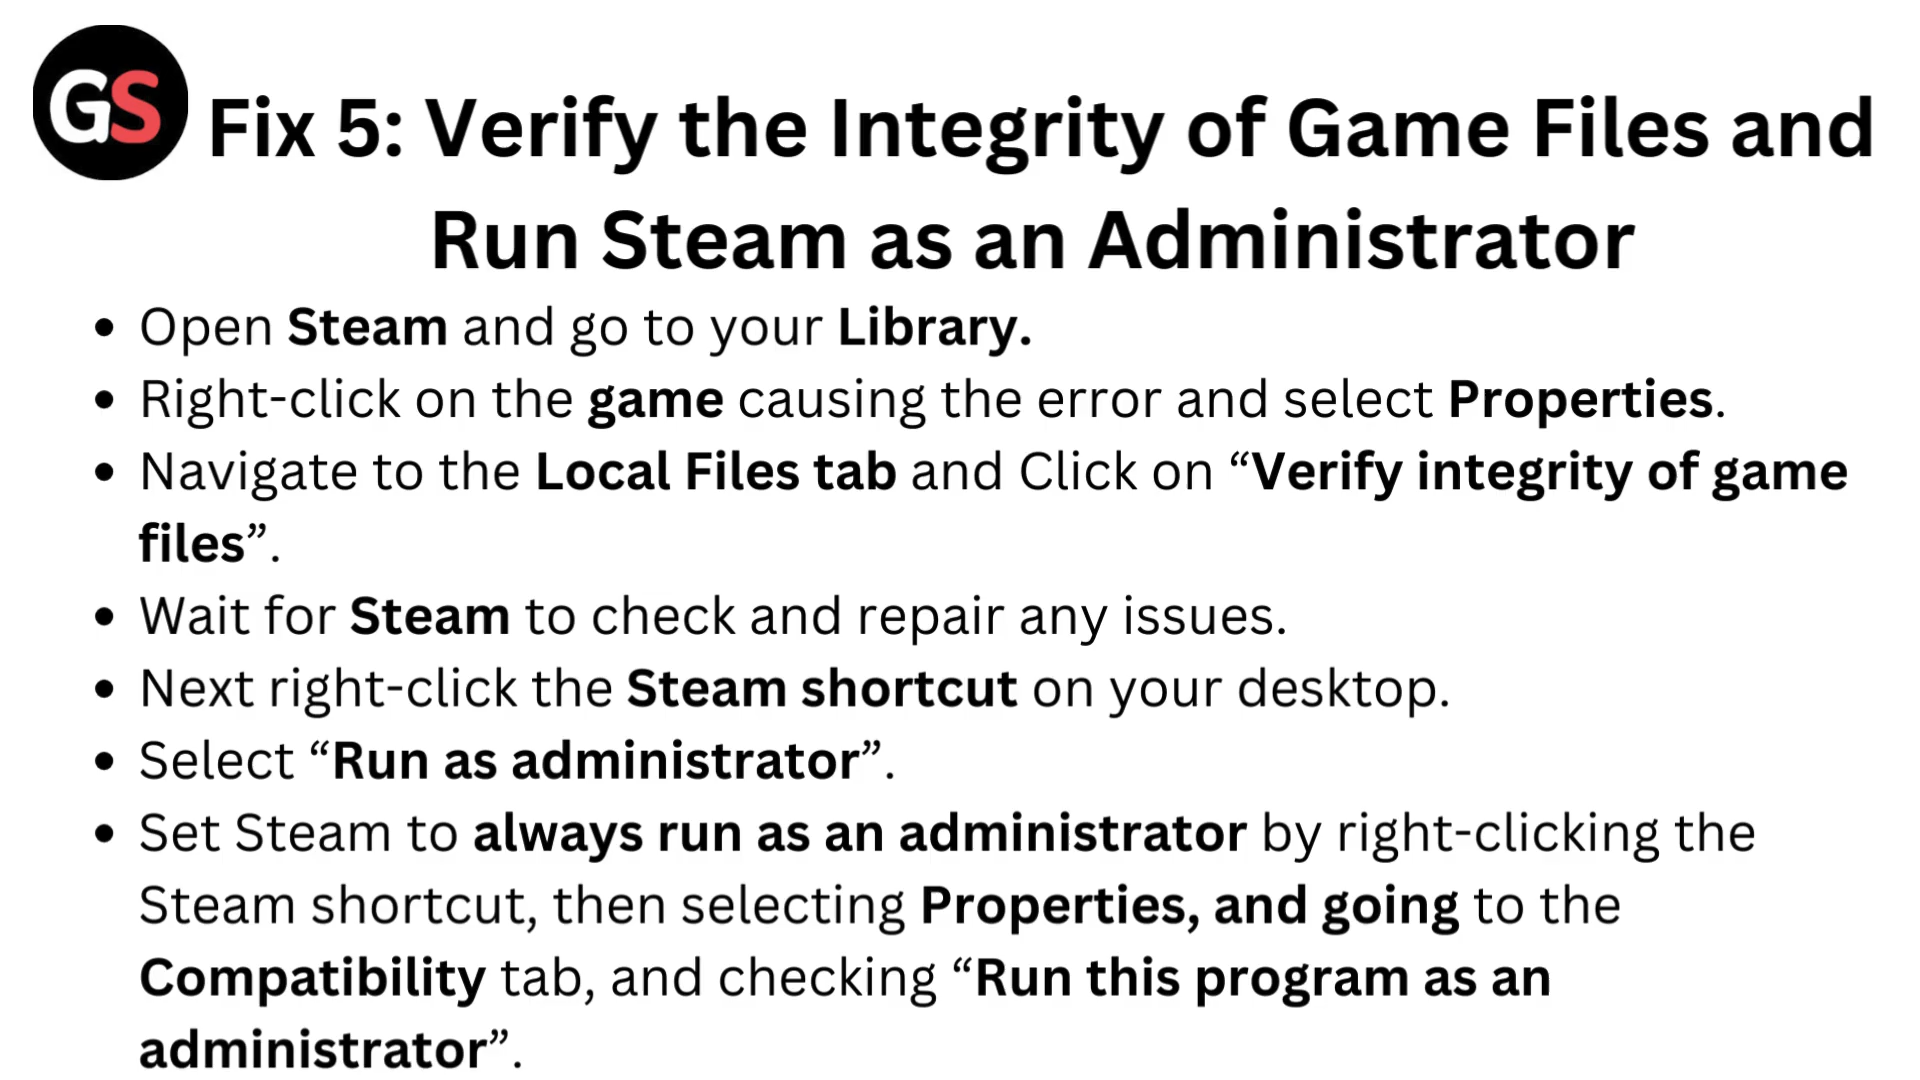 GS
Fix 5: Verify the Integrity of Game Files and
Run Steam as an Administrator
• Open Steam and go to your Library.
• Right-click on the game causing the error and select Properties.
• Navigate to the Local Files tab and Click on “Verify integrity of game
files”.
• Wait for Steam to check and repair any issues.
• Next right-click the Steam shortcut on your desktop.
• Select “Run as administrator”.
• Set Steam to always run as an administrator by right-clicking the
Steam shortcut, then selecting Properties, and going to the
Compatibility tab, and checking “Run this program as an
administrator”.